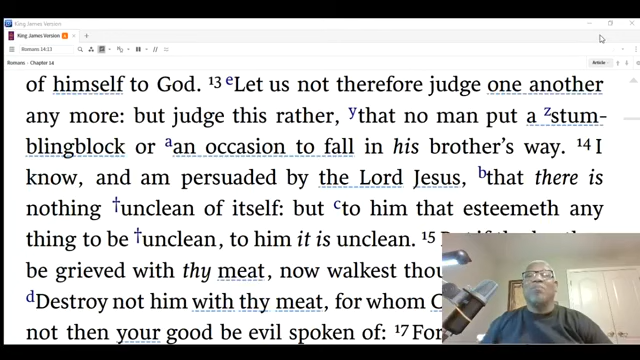 King James Version
Romans 14:13
Romans - Chapter 14
Article
of himself to God. 13 eLet us not therefore judge one another
any more: but judge this rather, ythat no man put a zstum-
blingblock or aan occasion to fall in his brother's way. 14 I
know, and am persuaded by the Lord Jesus, bthat there is
nothing †unclean of itself: but cto him that esteemeth any
thing to be †unclean, to him it is unclean. 15
be grieved with thy meat, now walkest
dDestroy not him with thy meat, for whom
not then your good be evil spoken of: 17 For